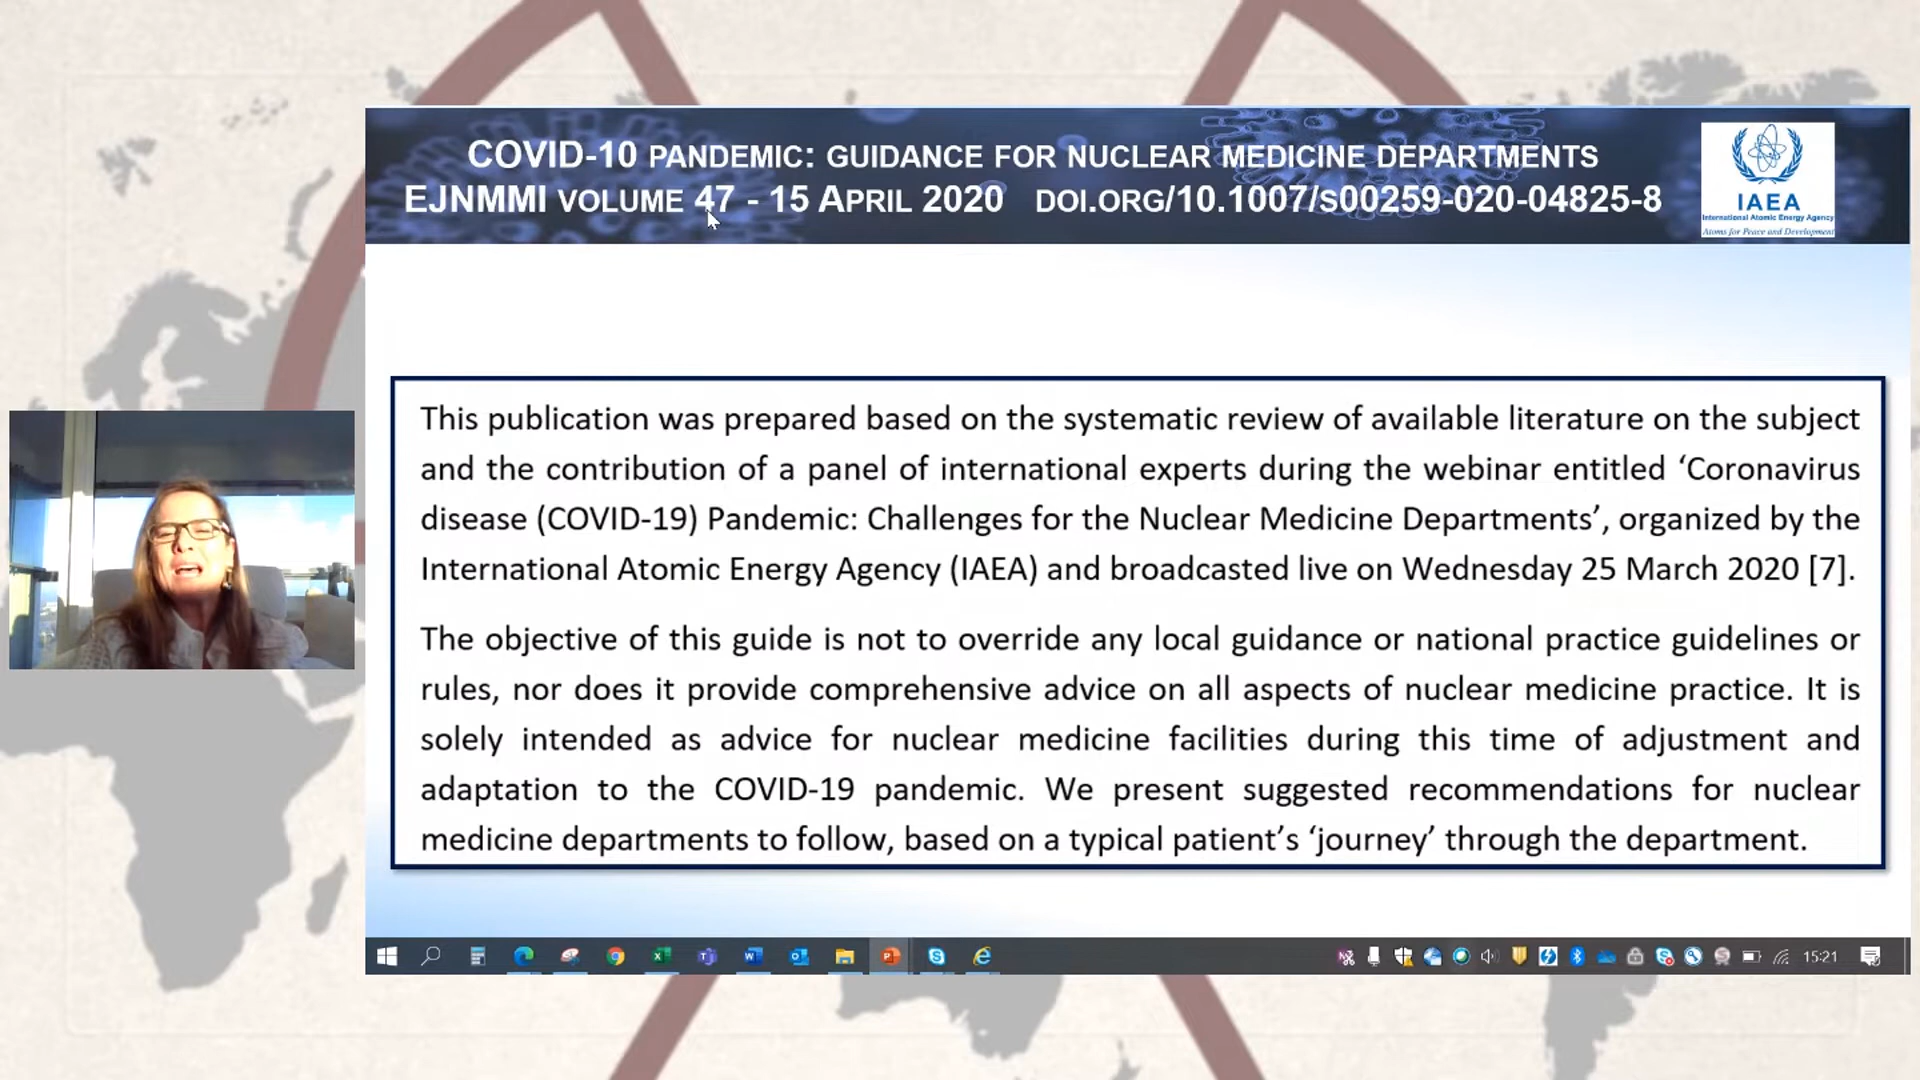 COVID-10 PANDEMIC: GUIDANCE FOR NUCLEAR MEDICINE DEPARTMENTS
EJNMMI VOLUME 47 - 15 APRIL 2020 DOI.ORG/10.1007/S00259-020-04825-8
IAEA
International Atomic Energy Agency
Atoms for Peace and Development
This publication was prepared based on the systematic review of available literature on the subject
and the contribution of a panel of international experts during the webinar entitled ‘Coronavirus
disease (COVID-19) Pandemic: Challenges for the Nuclear Medicine Departments’, organized by the
International Atomic Energy Agency (IAEA) and broadcasted live on Wednesday 25 March 2020 [7].
The objective of this guide is not to override any local guidance or national practice guidelines or
rules, nor does it provide comprehensive advice on all aspects of nuclear medicine practice. It is
solely intended as advice for nuclear medicine facilities during this time of adjustment and
adaptation to the COVID-19 pandemic. We present suggested recommendations for nuclear
medicine departments to follow, based on a typical patient’s ‘journey’ through the department.
15:21